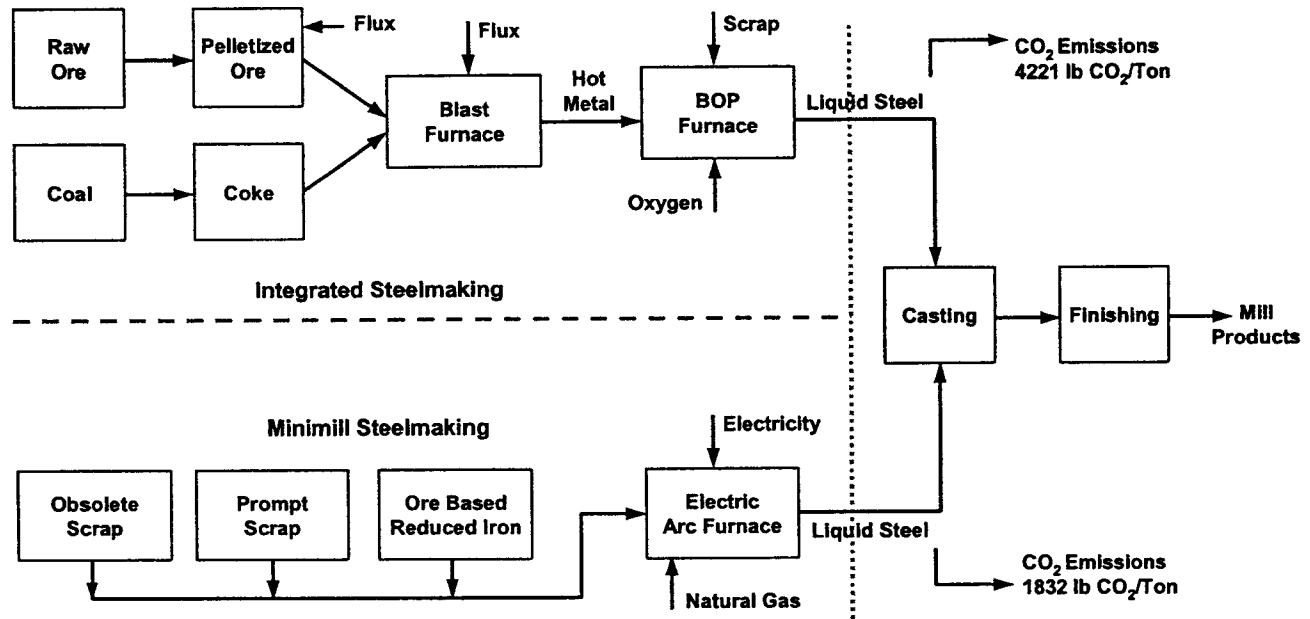 Raw
Ore
Pelletized
Ore
Flux
Flux
Scrap
CO₂ Emissions
4221 lb CO₂/Ton
Blast
Furnace
Hot
Metal
BOP
Furnace
Liquid Steel
Coal
Coke
Oxygen
Integrated Steelmaking
Casting
Finishing
Mill
Products
Minimill Steelmaking
Electricity
Obsolete
Scrap
Prompt
Scrap
Ore Based
Reduced Iron
Electric
Arc Furnace
Liquid Steel
Natural Gas
CO₂ Emissions
1832 lb CO₂/Ton